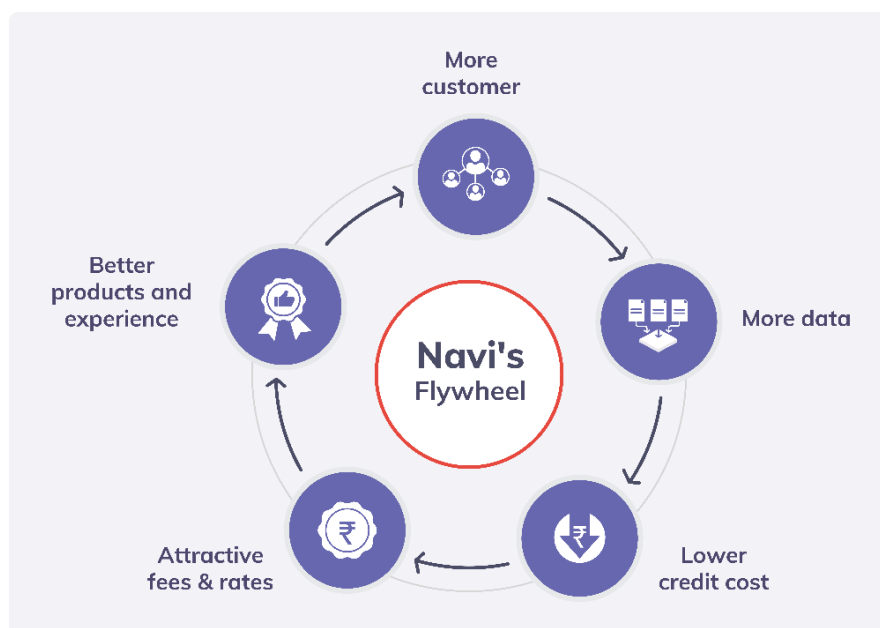 More
customer
Better
products and
experience
More data
Navi's
Flywheel
Attractive
fees & rates
₹
₹
Lower
credit cost